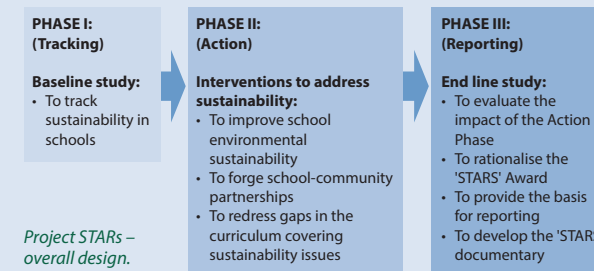 PHASE I:
(Tracking)
Baseline study:
• To track
sustainability in
schools
Project STARs –
overall design.
PHASE II:
(Action)
Interventions to address
sustainability:
• To improve school
environmental
sustainability
• To forge school-community
partnerships
• To redress gaps in the
curriculum covering
sustainability issues
PHASE III:
(Reporting)
End line study:
• To evaluate the
impact of the Action
Phase
• To rationalise the
'STARS' Award
• To provide the basis
for reporting
• To develop the 'STARS
documentary